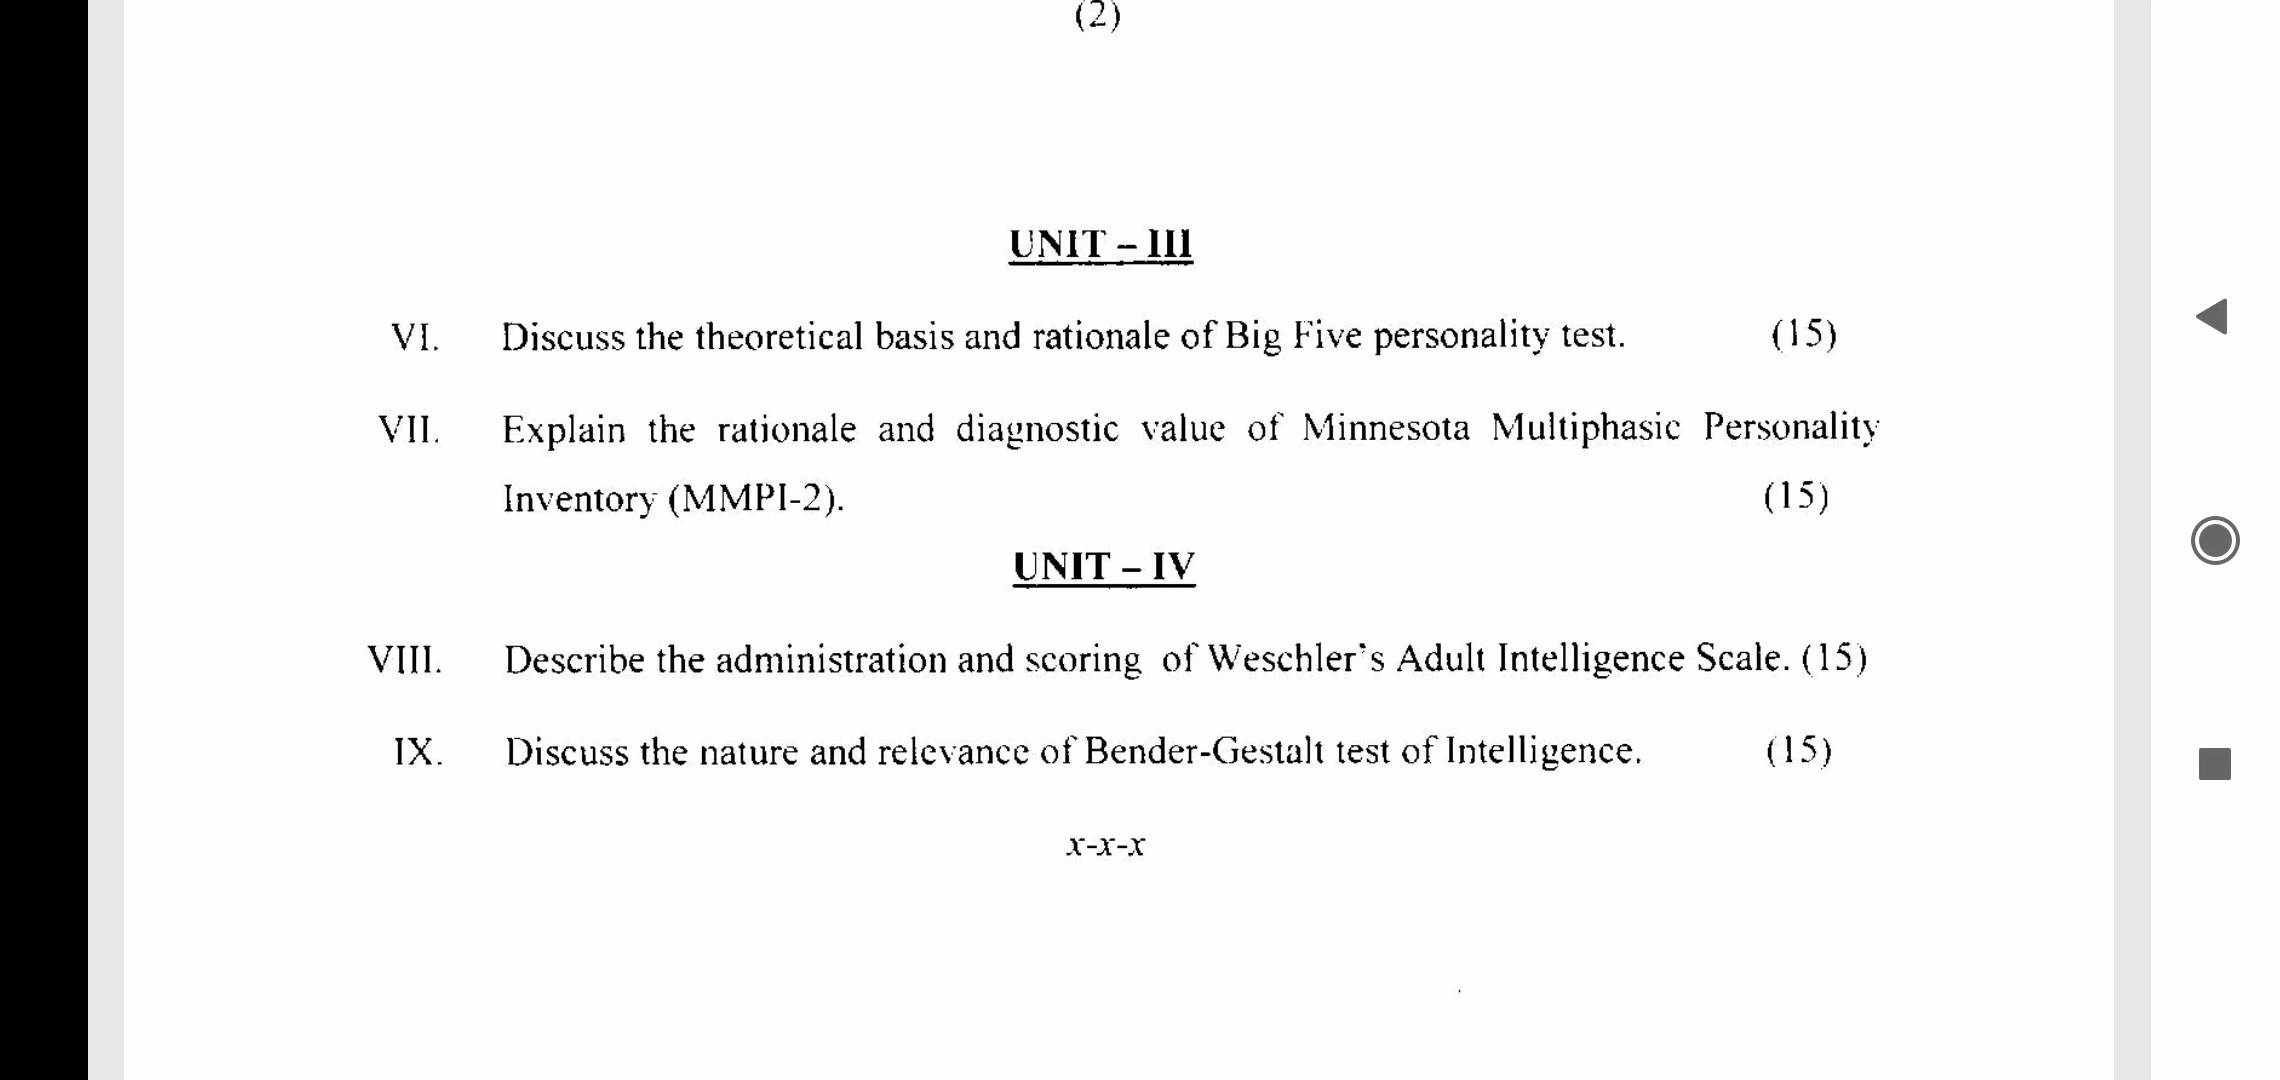 (2)
UNIT – III
VI. Discuss the theoretical basis and rationale of Big Five personality test. (15)
VII. Explain the rationale and diagnostic value of Minnesota Multiphasic Personality
Inventory (MMPI-2). (15)
UNIT – IV
VIII. Describe the administration and scoring of Weschler's Adult Intelligence Scale. (15)
IX. Discuss the nature and relevance of Bender-Gestalt test of Intelligence. (15)
x-x-x